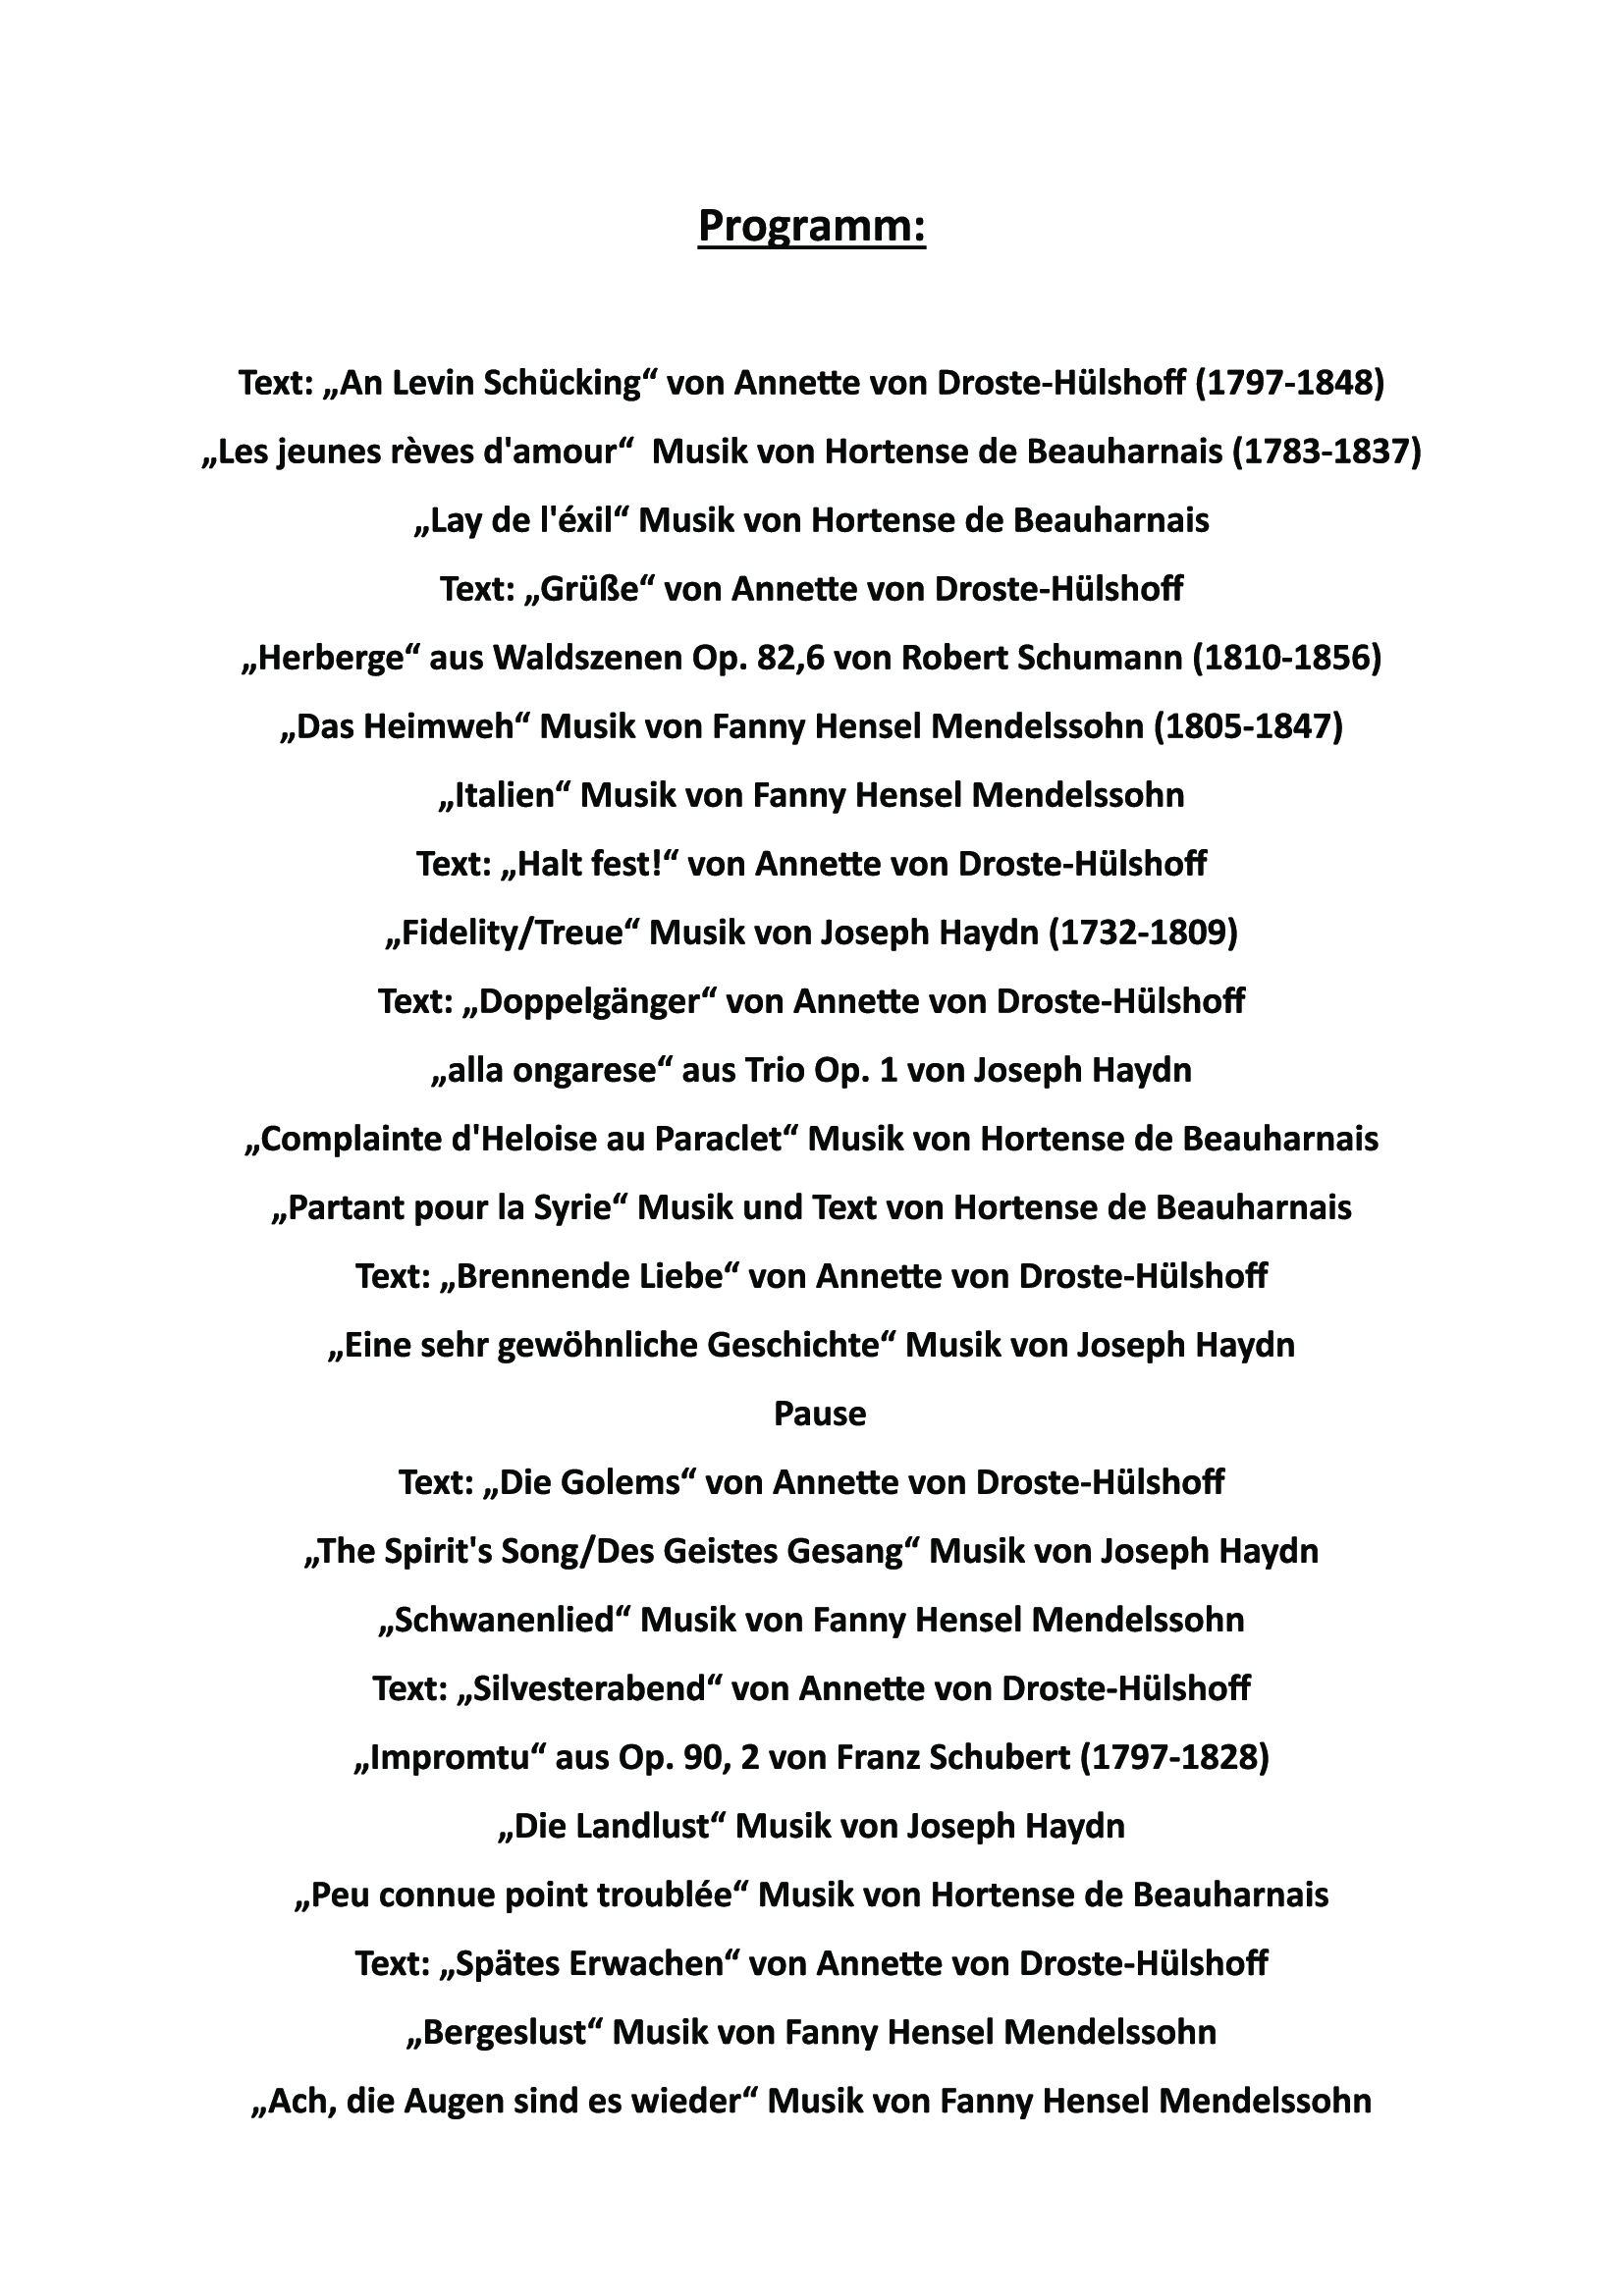 Programm:
Text: „An Levin Schücking“ von Annette von Droste-Hülshoff (1797-1848)
„Les jeunes rèves d'amour“  Musik von Hortense de Beauharnais (1783-1837)
„Lay de l'éxil“ Musik von Hortense de Beauharnais
Text: „Grüße“ von Annette von Droste-Hülshoff
„Herberge“ aus Waldszenen Op. 82,6 von Robert Schumann (1810-1856)
„Das Heimweh“ Musik von Fanny Hensel Mendelssohn (1805-1847)
„Italien“ Musik von Fanny Hensel Mendelssohn
Text: „Halt fest!“ von Annette von Droste-Hülshoff
„Fidelity/Treue“ Musik von Joseph Haydn (1732-1809)
Text: „Doppelgänger“ von Annette von Droste-Hülshoff
„alla ongarese“ aus Trio Op. 1 von Joseph Haydn
„Complainte d'Heloise au Paraclet“ Musik von Hortense de Beauharnais
„Partant pour la Syrie“ Musik und Text von Hortense de Beauharnais
Text: „Brennende Liebe“ von Annette von Droste-Hülshoff
„Eine sehr gewöhnliche Geschichte“ Musik von Joseph Haydn
Pause
Text: „Die Golems“ von Annette von Droste-Hülshoff
„The Spirit's Song/Des Geistes Gesang“ Musik von Joseph Haydn
„Schwanenlied“ Musik von Fanny Hensel Mendelssohn
Text: „Silvesterabend“ von Annette von Droste-Hülshoff
„Impromtu“ aus Op. 90, 2 von Franz Schubert (1797-1828)
„Die Landlust“ Musik von Joseph Haydn
„Peu connue point troublée“ Musik von Hortense de Beauharnais
Text: „Spätes Erwachen“ von Annette von Droste-Hülshoff
„Bergeslust“ Musik von Fanny Hensel Mendelssohn
„Ach, die Augen sind es wieder“ Musik von Fanny Hensel Mendelssohn